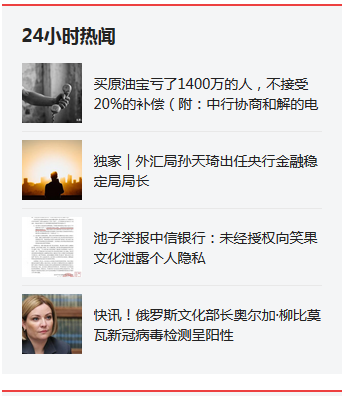 24小时热闻
买原油宝亏了1400万的人，不接受
20%的补偿（附：中行协商和解的电
独家｜外汇局孙天琦出任央行金融稳
定局局长
池子举报中信银行：未经授权向笑果
文化泄露个人隐私
快讯！俄罗斯文化部长奥尔加·柳比莫
瓦新冠病毒检测呈阳性